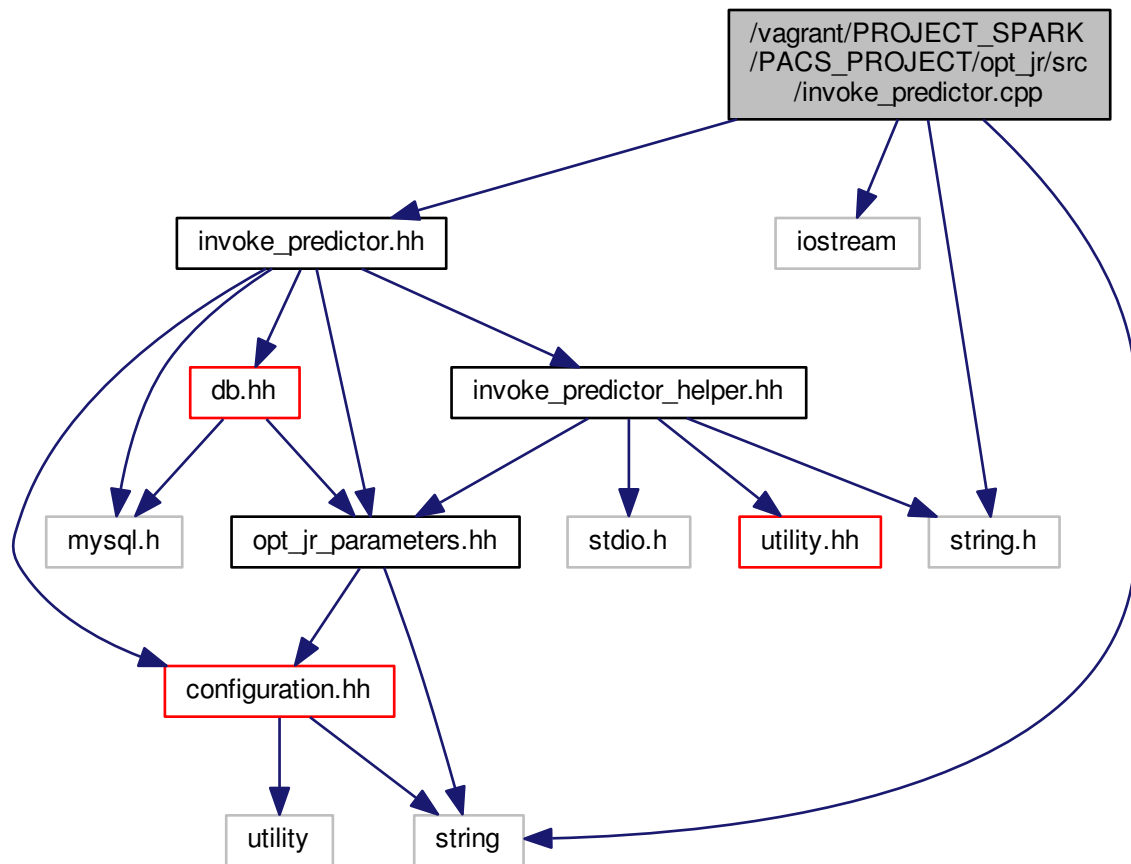 /vagrant/PROJECT_SPARK
/PACS_PROJECT/opt_jr/src
/invoke_predictor.cpp
invoke_predictor.hh
iostream
db.hh
invoke_predictor_helper.hh
mysql.h
opt_jr_parameters.hh
stdio.h
utility.hh
string.h
configuration.hh
utility
string